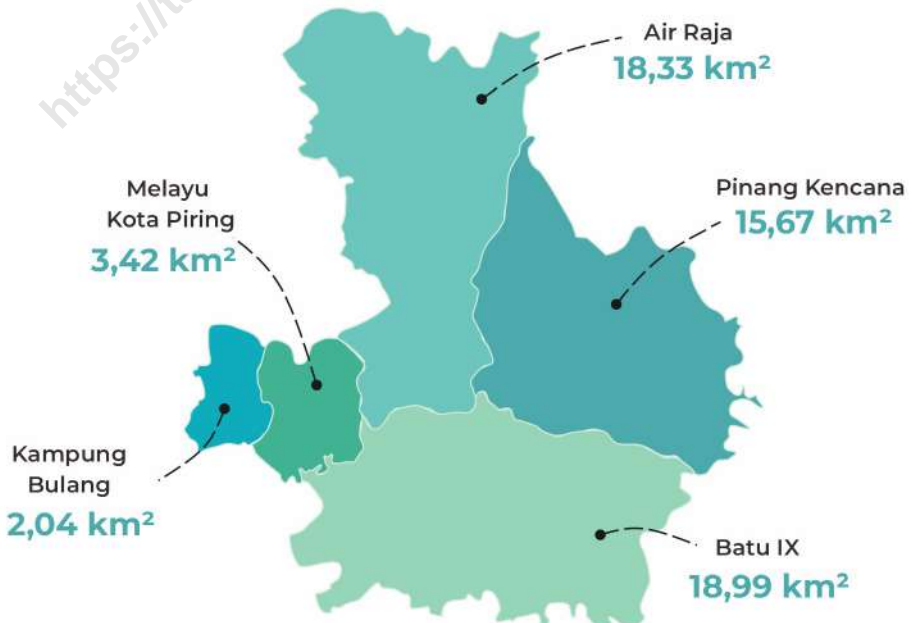 https://t
Air Raja
18,33 km²
Melayu
Kota Piring
3,42 km²
Pinang Kencana
15,67 km²
Kampung
Bulang
2,04 km²
Batu IX
18,99 km²